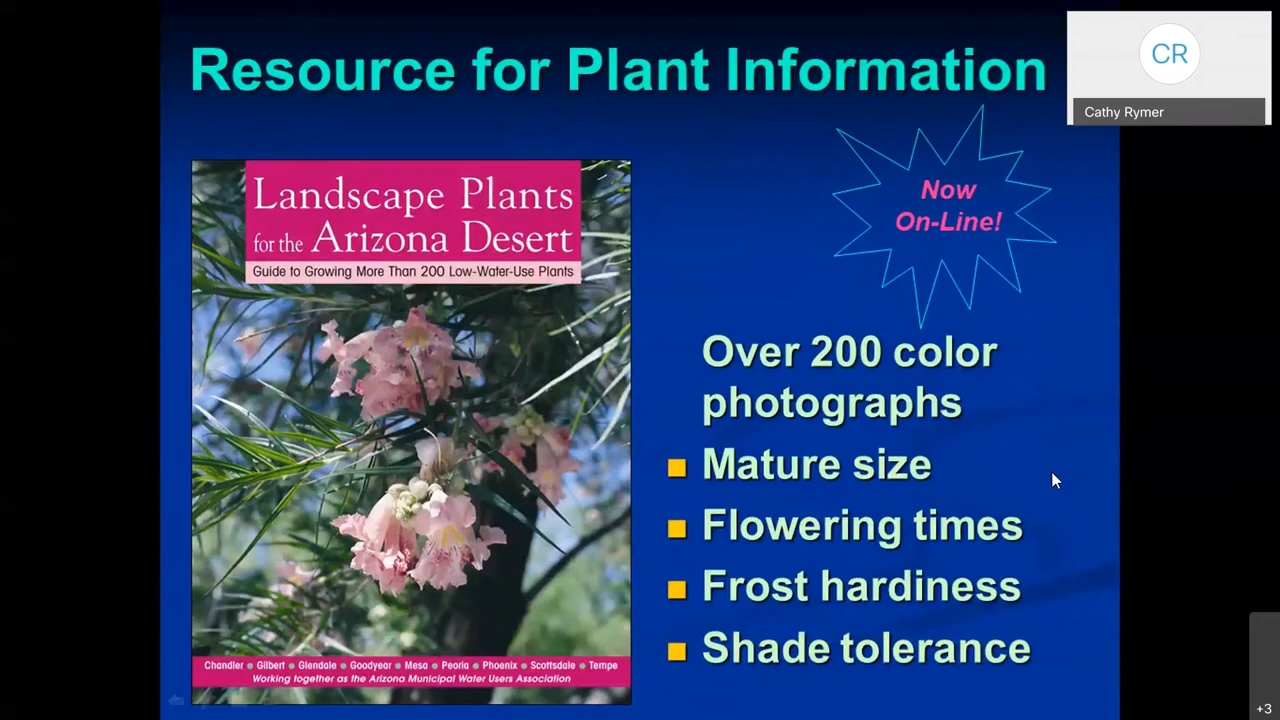 Resource for Plant Information
CR
Cathy Rymer
Now
On-Line!
Landscape Plants
for the Arizona Desert
Guide to Growing More Than 200 Low-Water-Use Plants
Over 200 color
photographs
Mature size
Flowering times
Frost hardiness
Shade tolerance
Chandler • Gilbert • Glendale • Goodyear • Mesa • Peoria • Phoenix • Scottsdale • Tempe
Working together as the Arizona Municipal Water Users Association
+3